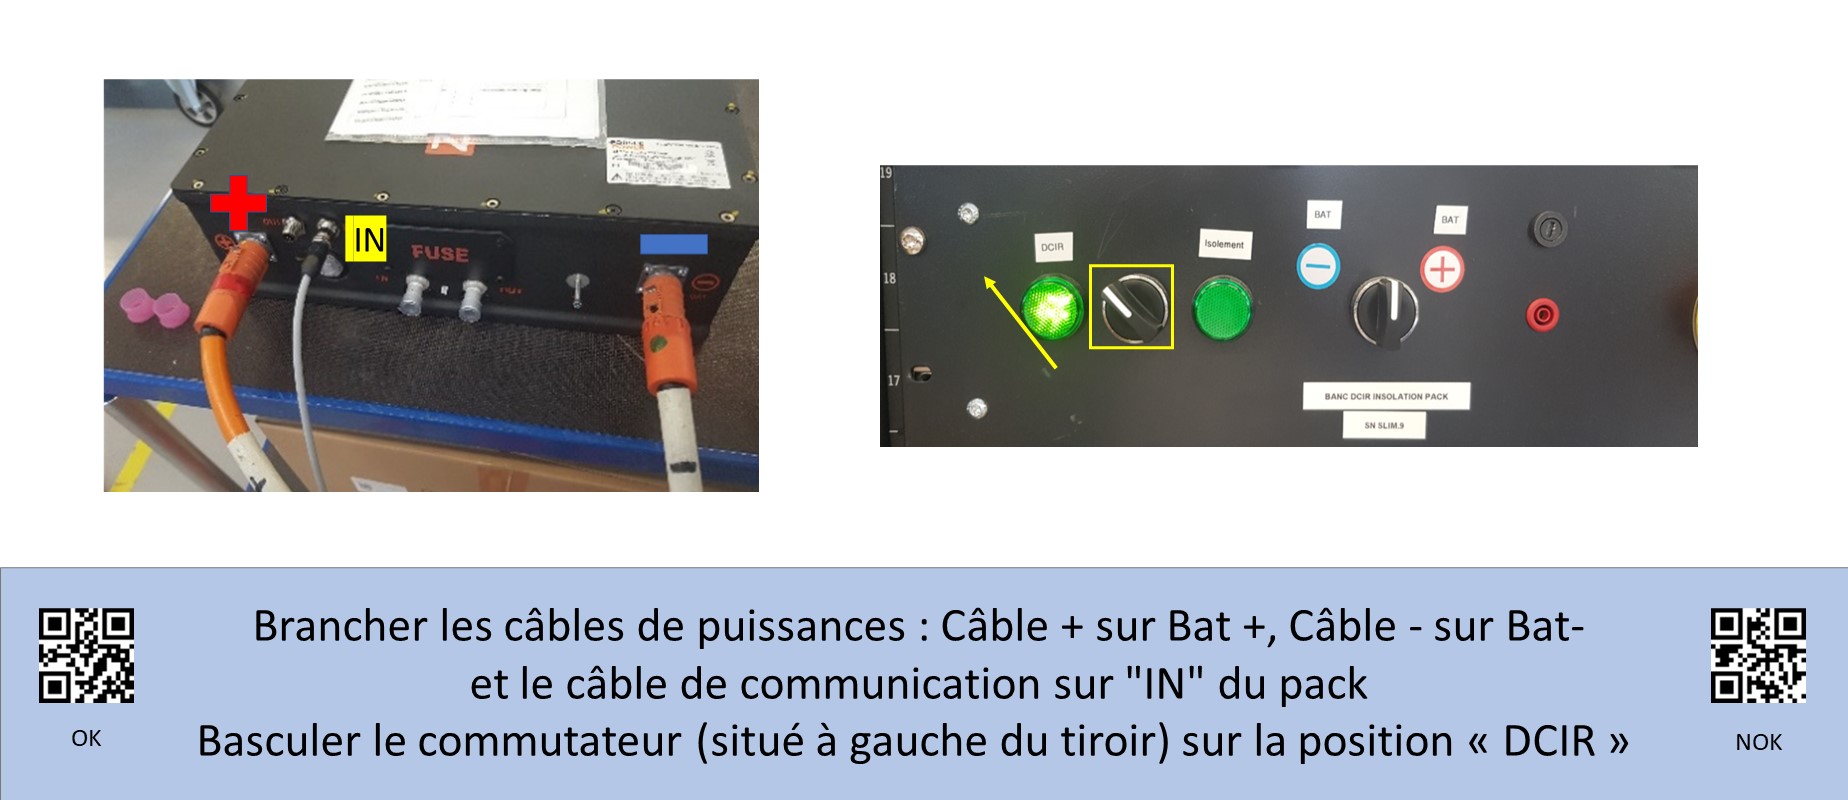 IN
FUSE
19
18
17
DCIR
Isolement
BAT
BAT
BANC DCIR INSOLATION PACK
SN SLIM.9
Brancher les câbles de puissances : Câble + sur Bat +, Câble - sur Bat-
et le câble de communication sur "IN" du pack
Basculer le commutateur (situé à gauche du tiroir) sur la position « DCIR »
OK
NOK